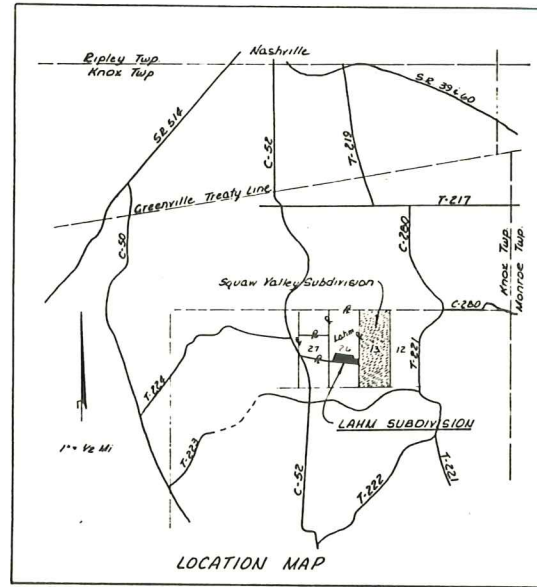 Nashville
Ripley Twp
Knox Twp
SR 39 & 60
SR 514
C-52
T-219
Greenville Treaty Line
T-217
C-50
C-280
Knox Twp
Monroe Twp.
Squaw Valley Subdivision
C-280
R
Lahm
27
26
13
12
R
T-221
T-224
LAHM SUBDIVISION
1" = 1/2 Mi
T-223
C-52
T-222
T-221
LOCATION MAP